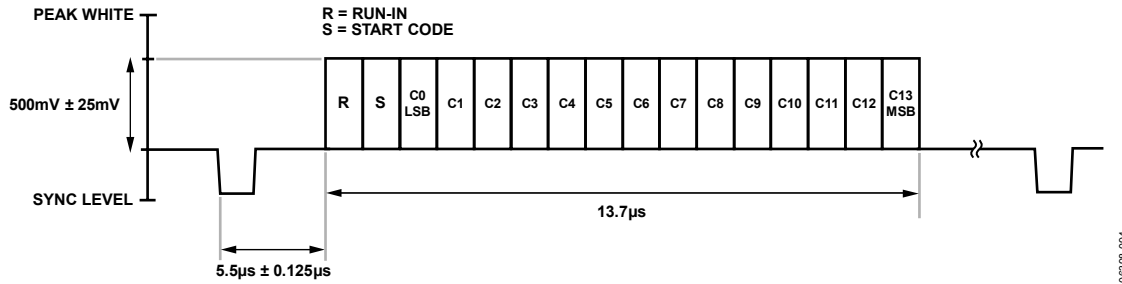 PEAK WHITE
R = RUN-IN
S = START CODE
500mV ± 25mV
R
S
C0
LSB
C1
C2
C3
C4
C5
C6
C7
C8
C9
C10
C11
C12
C13
MSB
SYNC LEVEL
13.7µs
5.5µs ± 0.125µs